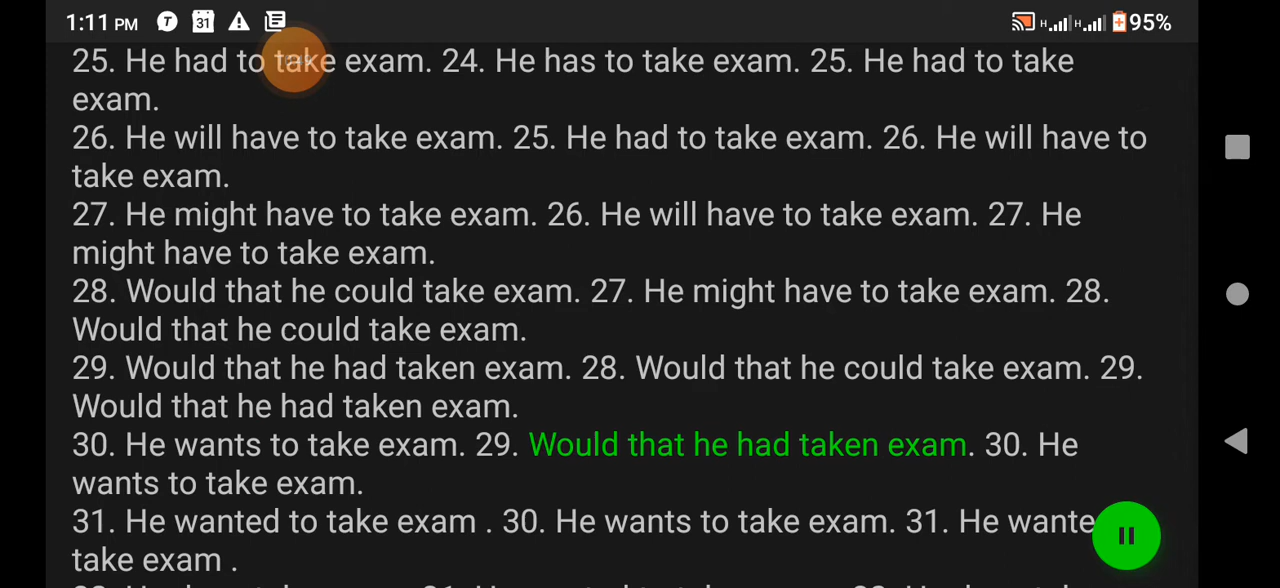 1:11 PM T 31 H H 95%
25. He had to take exam. 24. He has to take exam. 25. He had to take
exam.
26. He will have to take exam. 25. He had to take exam. 26. He will have to
take exam.
27. He might have to take exam. 26. He will have to take exam. 27. He
might have to take exam.
28. Would that he could take exam. 27. He might have to take exam. 28.
Would that he could take exam.
29. Would that he had taken exam. 28. Would that he could take exam. 29.
Would that he had taken exam.
30. He wants to take exam. 29. Would that he had taken exam. 30. He
wants to take exam.
31. He wanted to take exam . 30. He wants to take exam. 31. He wante
take exam .